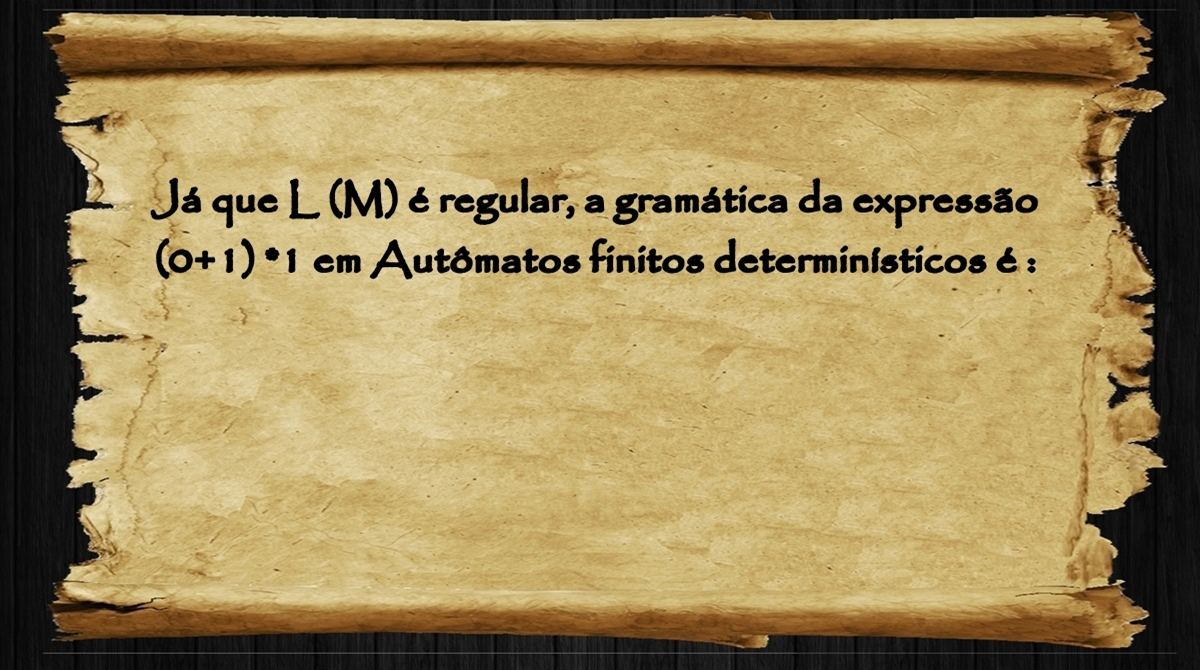 Já que L (M) é regular, a gramática da expressão
(0+1) *1 em Autômatos finitos determinísticos é :